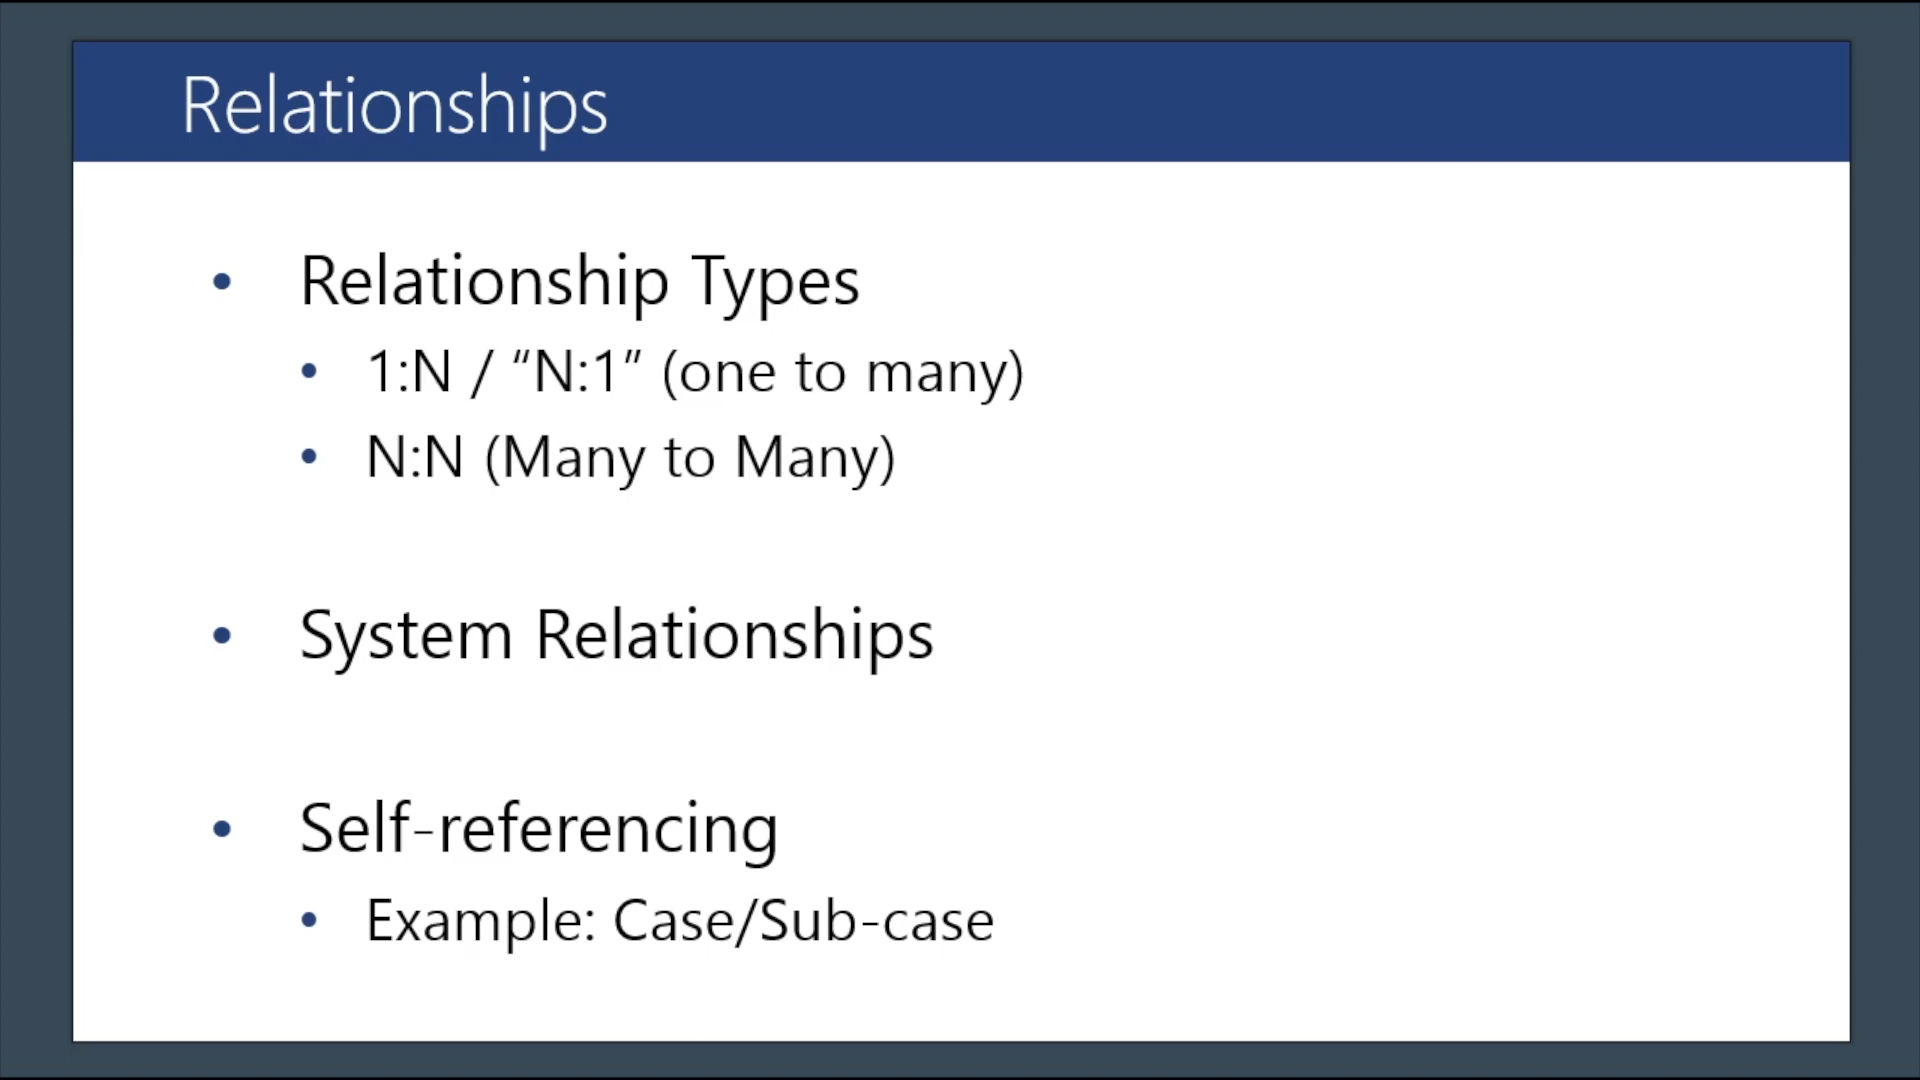 Relationships
• Relationship Types
• 1:N / “N:1” (one to many)
• N:N (Many to Many)
• System Relationships
• Self-referencing
• Example: Case/Sub-case